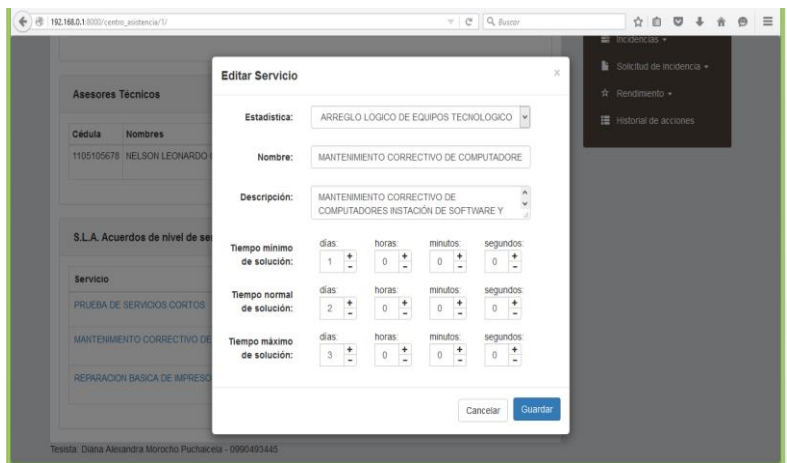 192.168.0.1:8000/centro_asistencia/1/
Buscar
Incidencias
Solicitud de incidencia
Rendimiento
Historial de acciones
Asesores Técnicos
Cédula Nombres
1105105678 NELSON LEONARDO
S.L.A. Acuerdos de nivel de se
Servicio
PRUEBA DE SERVICIOS CORTOS
MANTENIMIENTO CORRECTIVO DE
REPARACION BASICA DE IMPRESO
Editar Servicio ×
Estadística: ARREGLO LOGICO DE EQUIPOS TECNOLOGICO
Nombre: MANTENIMIENTO CORRECTIVO DE COMPUTADORE
Descripción: MANTENIMIENTO CORRECTIVO DE
COMPUTADORES INSTACIÓN DE SOFTWARE Y
Tiempo mínimo de solución:
días: horas: minutos: segundos:
1 + - 0 + - 0 + - 0 + -
Tiempo normal de solución:
días: horas: minutos: segundos:
2 + - 0 + - 0 + - 0 + -
Tiempo máximo de solución:
días: horas: minutos: segundos:
3 + - 0 + - 0 + - 0 + -
Cancelar Guardar
Tesista: Diana Alexandra Morocho Puchaicela - 0990493445